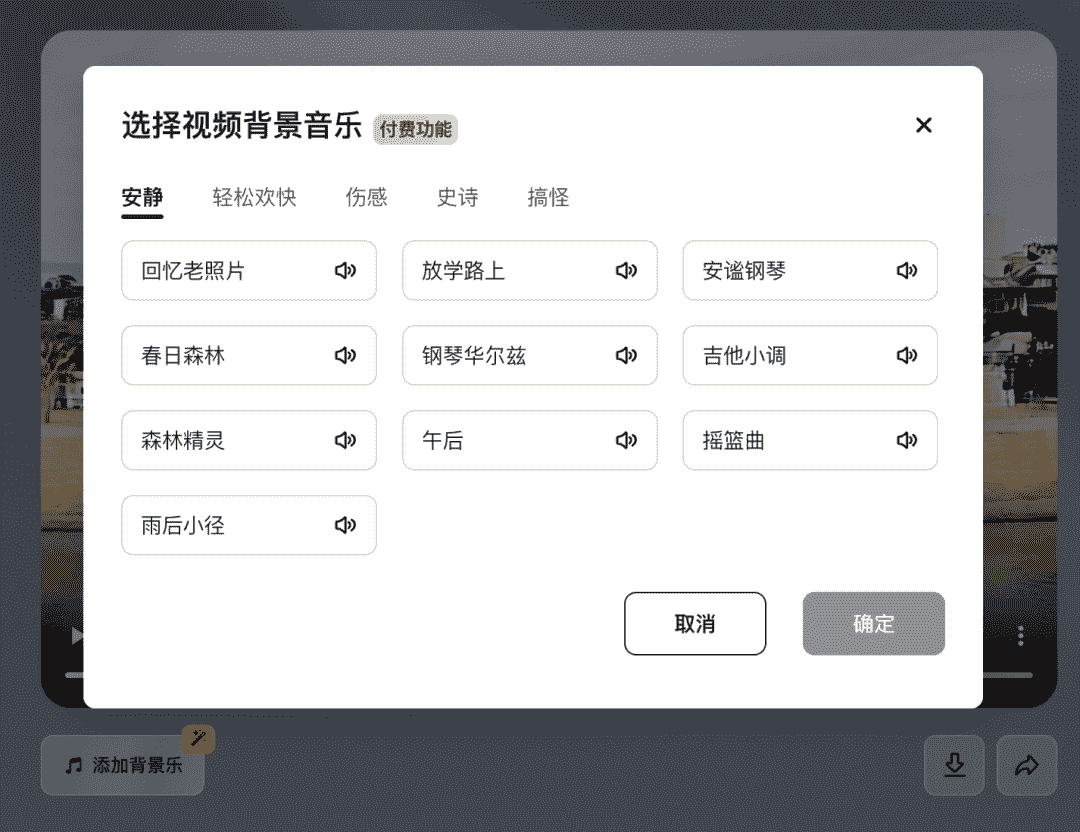 选择视频背景音乐 付费功能
安静 轻松欢快 伤感 史诗 搞怪
回忆老照片 放学路上 安谧钢琴
春日森林 钢琴华尔兹 吉他小调
森林精灵 午后 摇篮曲
雨后小径
取消 确定
添加背景乐